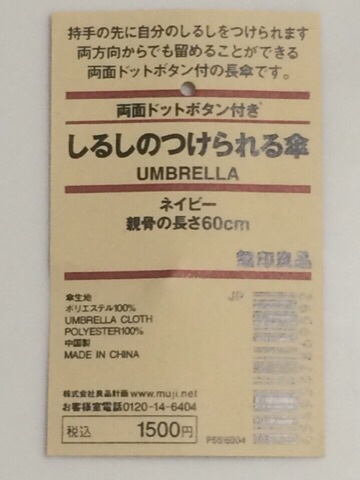 持手の先に自分のしるしをつけられます
両方向からでも留めることができる
両面ドットボタン付の長傘です。
両面ドットボタン付き
しるしのつけられる傘
UMBRELLA
ネイビー
親骨の長さ60cm
無印良品
傘生地
ポリエステル100%
UMBRELLA CLOTH
POLYESTER100%
中国製
MADE IN CHINA
JP
株式会社良品計画 www.muji.net
お客様室電話0120-14-6404
税込 1500円